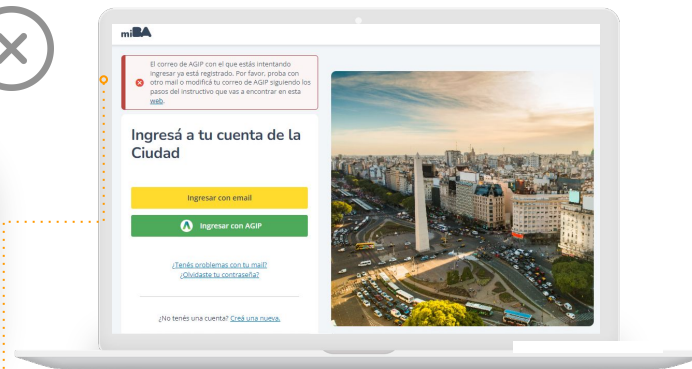 miBA
El correo de AGIP con el que estás intentando
ingresar ya está registrado. Por favor, proba con
otro mail o modificá tu correo de AGIP siguiendo los
pasos del instructivo que vas a encontrar en esta
web.
Ingresá a tu cuenta de la
Ciudad
Ingresar con email
Ingresar con AGIP
¿Tenés problemas con tu mail?
¿Olvidaste tu contraseña?
¿No tenés una cuenta? Creá una nueva.